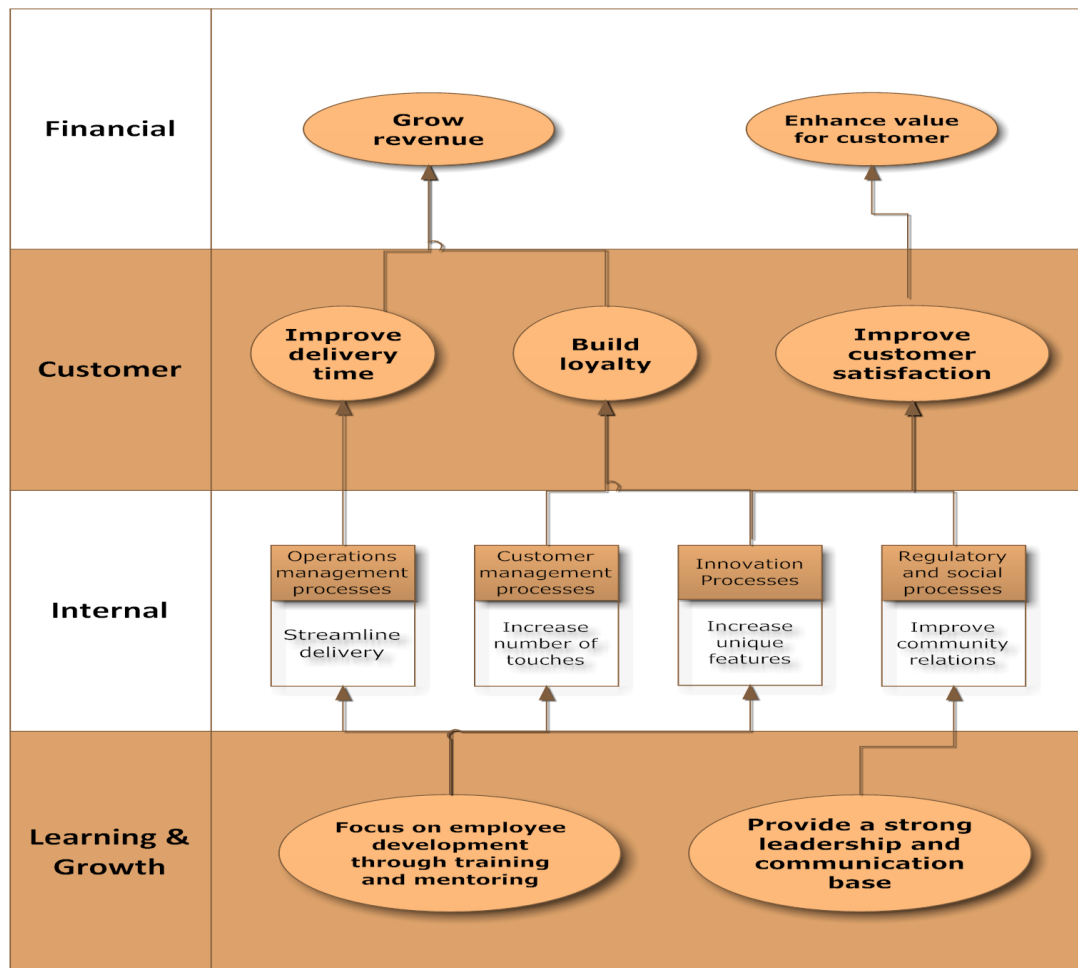 Financial
Grow
revenue
Enhance value
for customer
Customer
Improve
delivery
time
Build
loyalty
Improve
customer
satisfaction
Internal
Operations
management
processes
Streamline
delivery
Customer
management
processes
Increase
number of
touches
Innovation
Processes
Increase
unique
features
Regulatory
and social
processes
Improve
community
relations
Learning &
Growth
Focus on employee
development
through training
and mentoring
Provide a strong
leadership and
communication
base